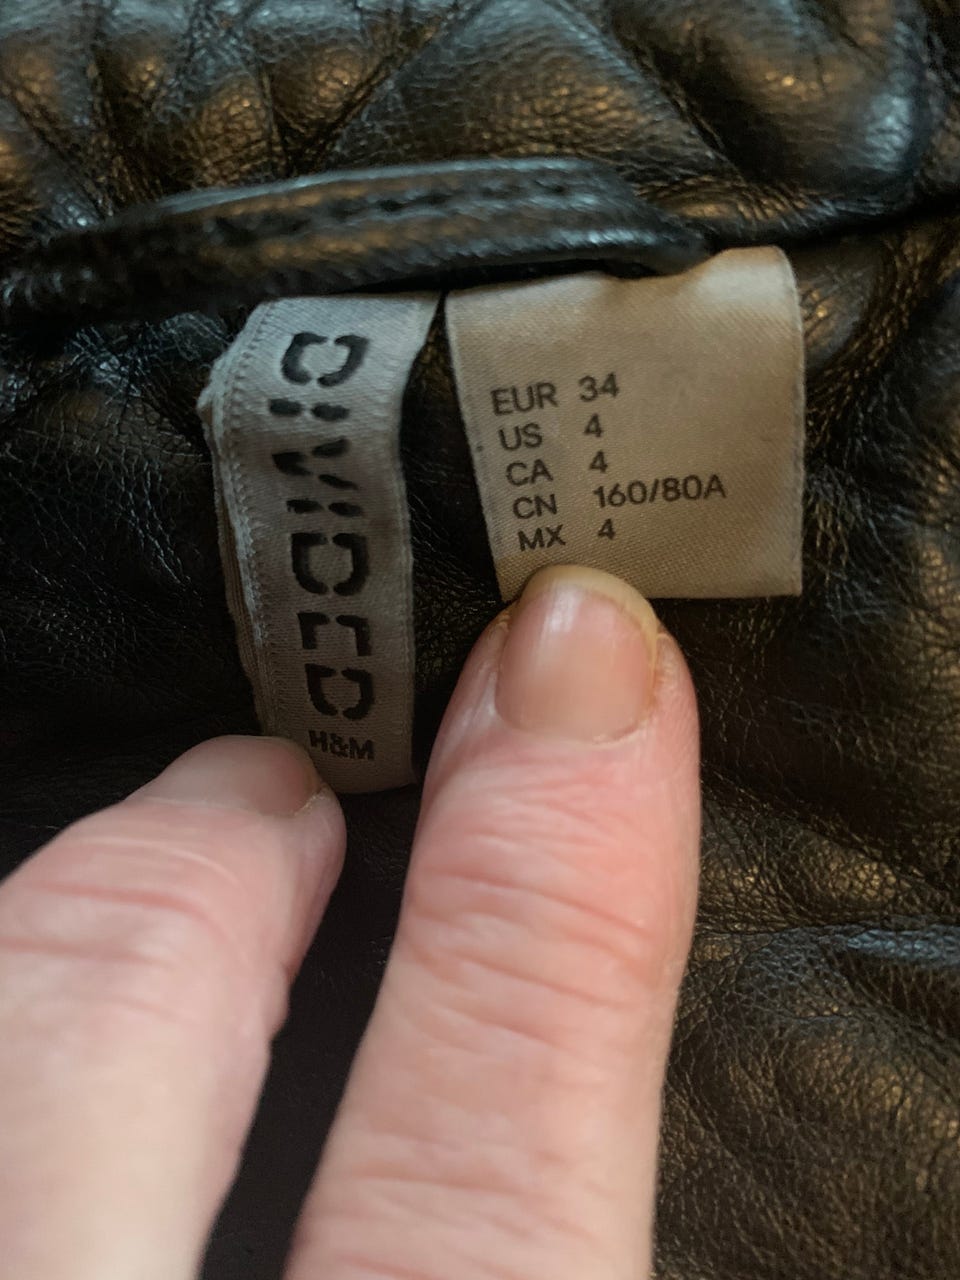 DIVIDED
H&M
EUR 34
US 4
CA 4
CN 160/80A
MX 4